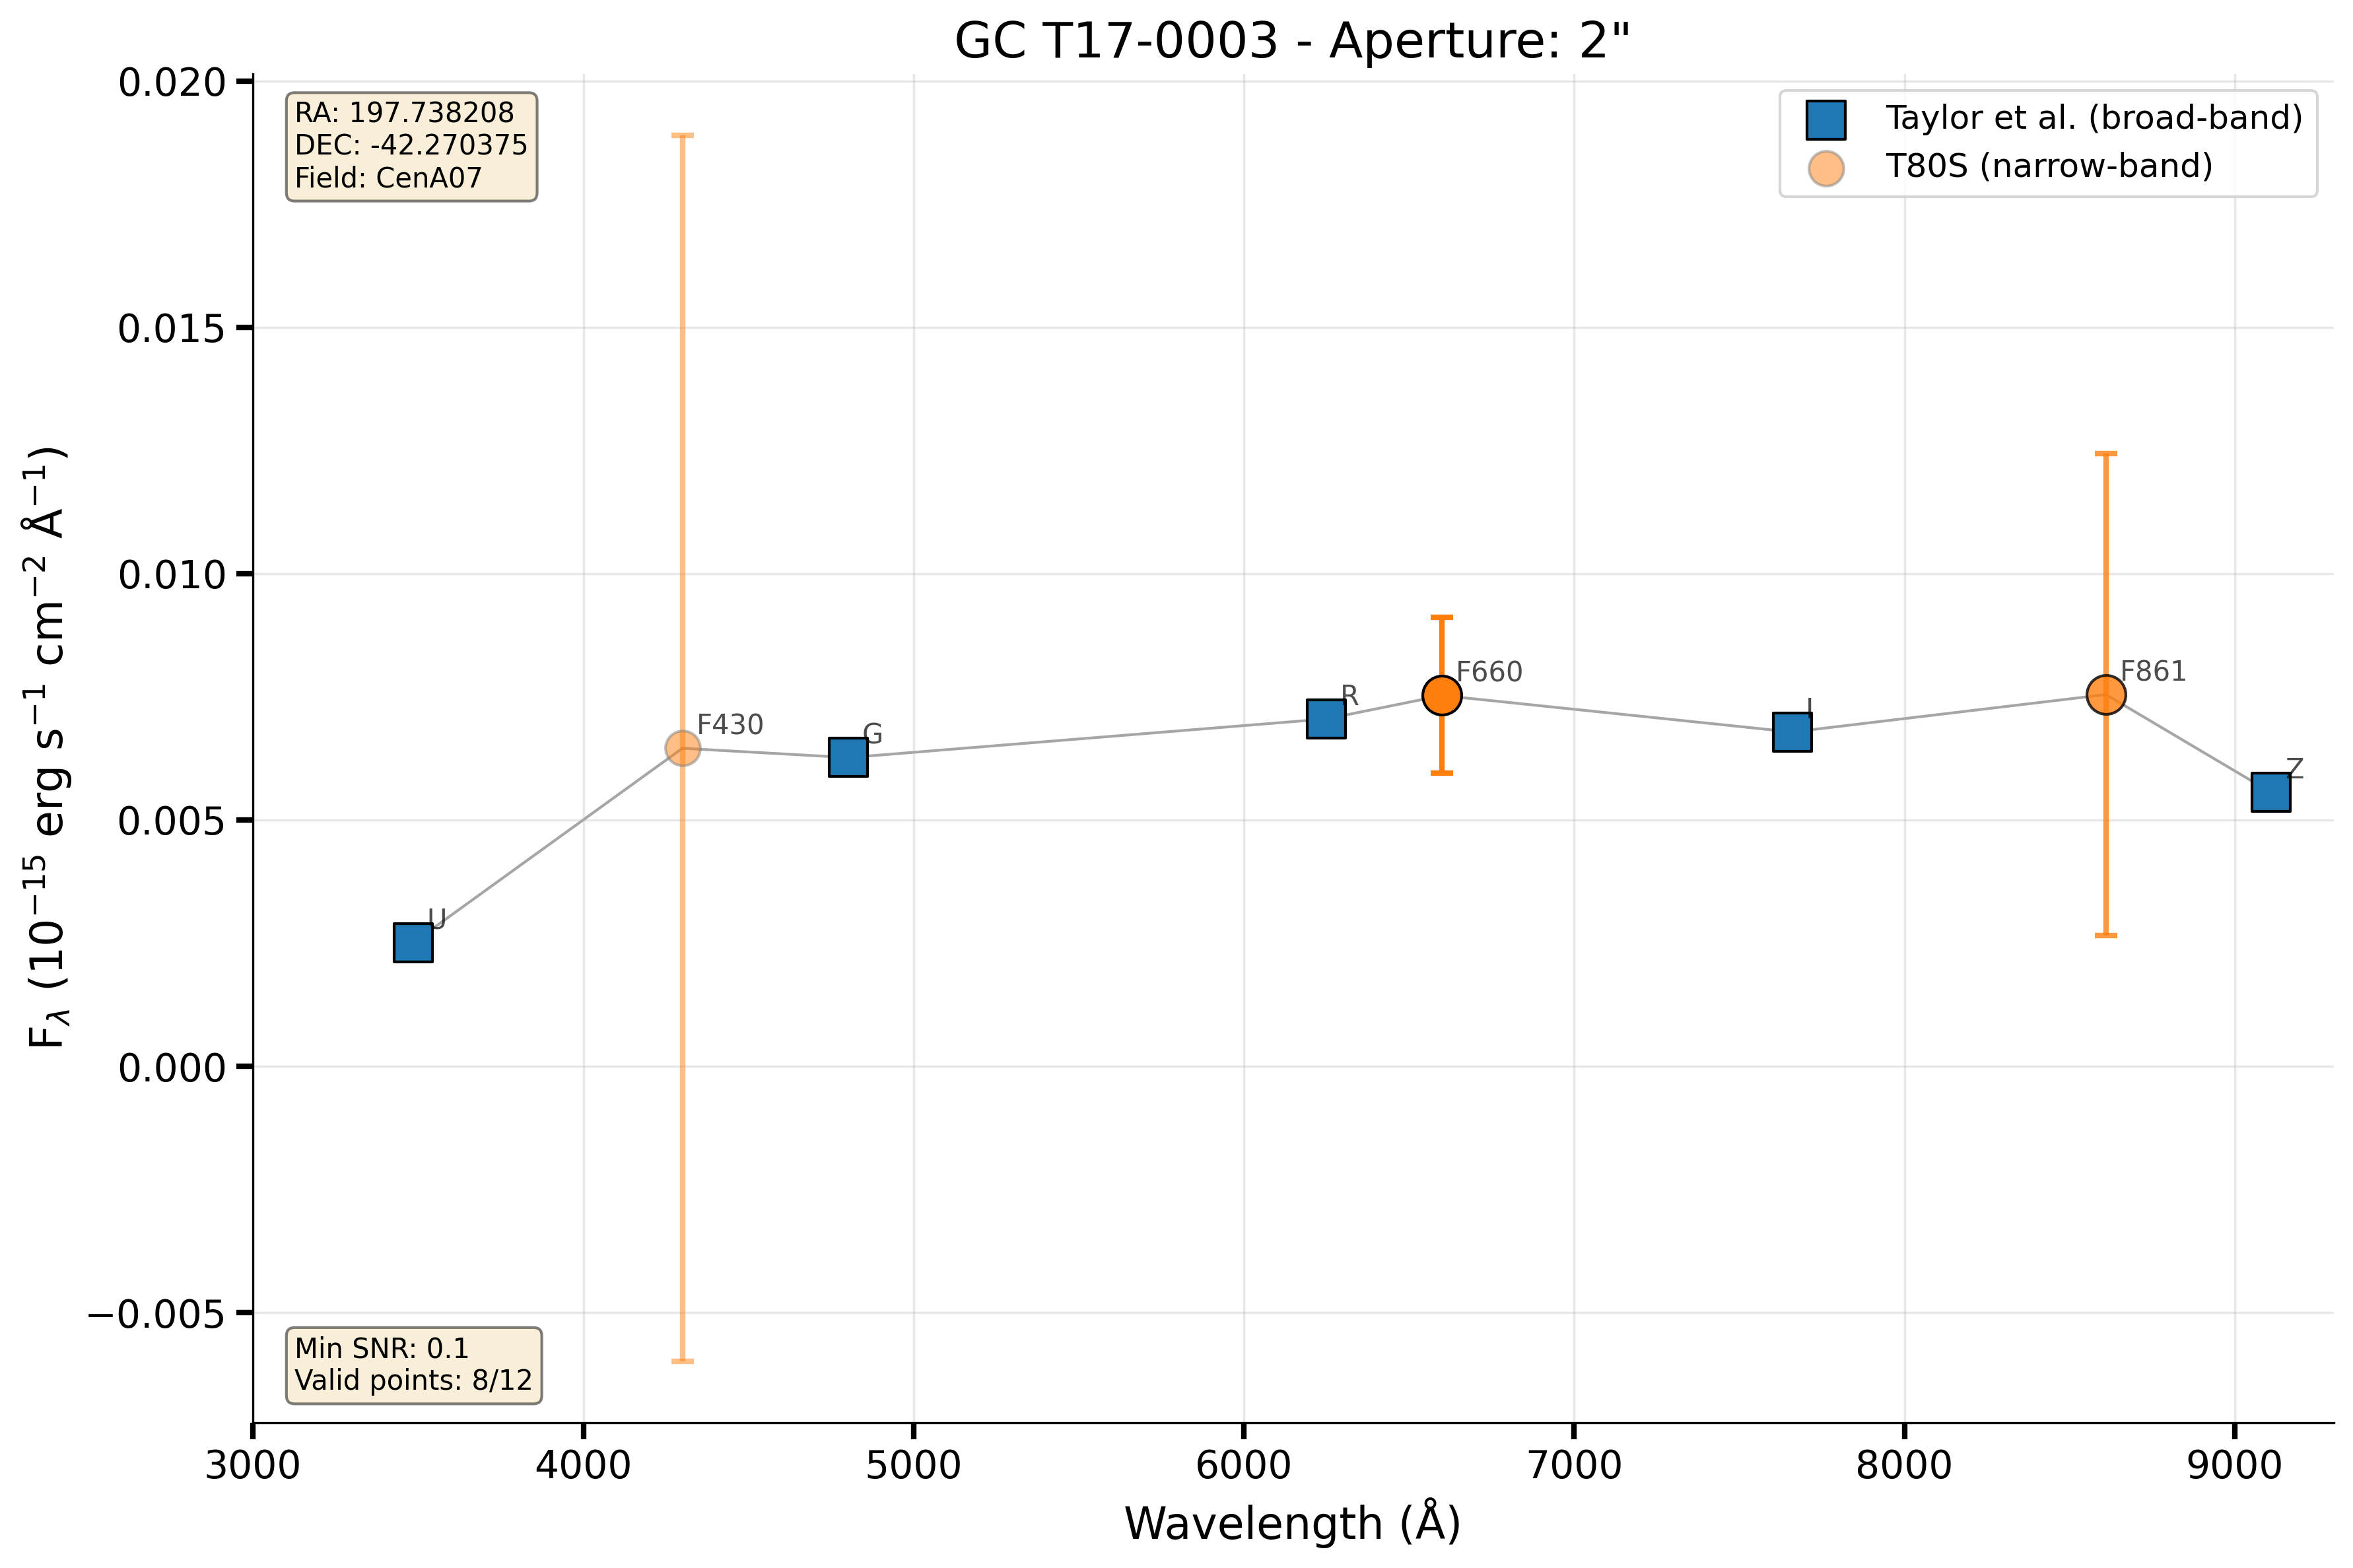 GC T17-0003 - Aperture: 2"
RA: 197.738208
DEC: -42.270375
Field: CenA07
Taylor et al. (broad-band)
T80S (narrow-band)
0.020
0.015
0.010
0.005
0.000
−0.005
F_λ (10⁻¹⁵ erg s⁻¹ cm⁻² Å⁻¹)
U
F430
G
R
F660
I
F861
Z
Min SNR: 0.1
Valid points: 8/12
3000 4000 5000 6000 7000 8000 9000
Wavelength (Å)